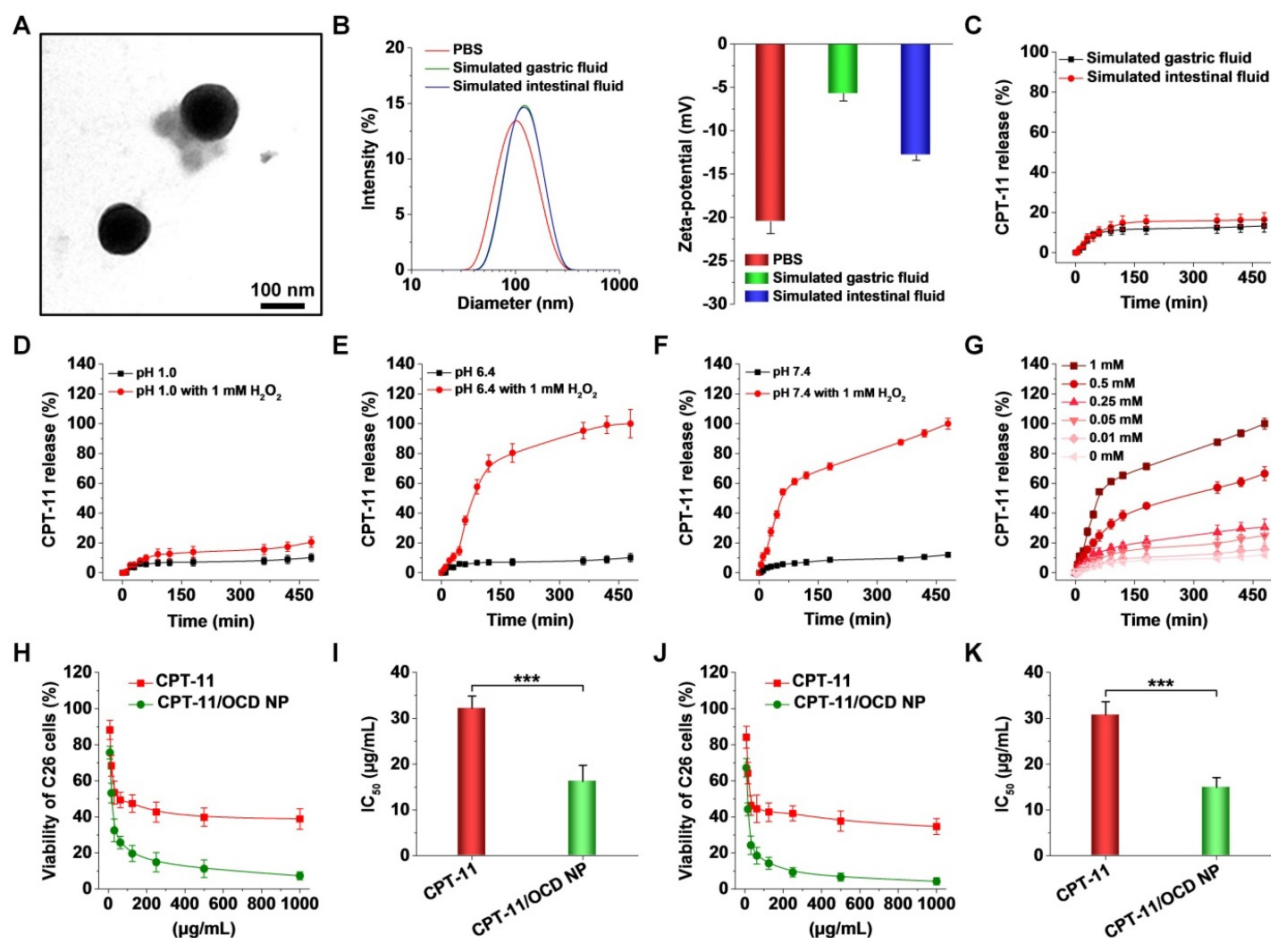 A
100 nm
B
20
15
10
5
0
Intensity (%)
PBS
Simulated gastric fluid
Simulated intestinal fluid
10
100
1000
Diameter (nm)
0
-5
-10
-15
-20
-25
-30
Zeta-potential (mV)
PBS
Simulated gastric fluid
Simulated intestinal fluid
C
100
80
60
40
20
0
CPT-11 release (%)
Simulated gastric fluid
Simulated intestinal fluid
0 150 300 450
Time (min)
D
140
120
100
80
60
40
20
0
CPT-11 release (%)
pH 1.0
pH 1.0 with 1 mM H₂O₂
0 150 300 450
Time (min)
E
140
120
100
80
60
40
20
0
CPT-11 release (%)
pH 6.4
pH 6.4 with 1 mM H₂O₂
0 150 300 450
Time (min)
F
140
120
100
80
60
40
20
0
CPT-11 release (%)
pH 7.4
pH 7.4 with 1 mM H₂O₂
0 150 300 450
Time (min)
G
140
120
100
80
60
40
20
0
CPT-11 release (%)
1 mM
0.5 mM
0.25 mM
0.05 mM
0.01 mM
0 mM
0 150 300 450
Time (min)
H
120
100
80
60
40
20
0
Viability of C26 cells (%)
CPT-11
CPT-11/OCD NP
0 200 400 600 800 1000
(µg/mL)
I
40
30
20
10
0
IC₅₀ (µg/mL)
***
CPT-11
CPT-11/OCD NP
J
120
100
80
60
40
20
0
Viability of C26 cells (%)
CPT-11
CPT-11/OCD NP
0 200 400 600 800 1000
(µg/mL)
K
40
30
20
10
0
IC₅₀ (µg/mL)
***
CPT-11
CPT-11/OCD NP